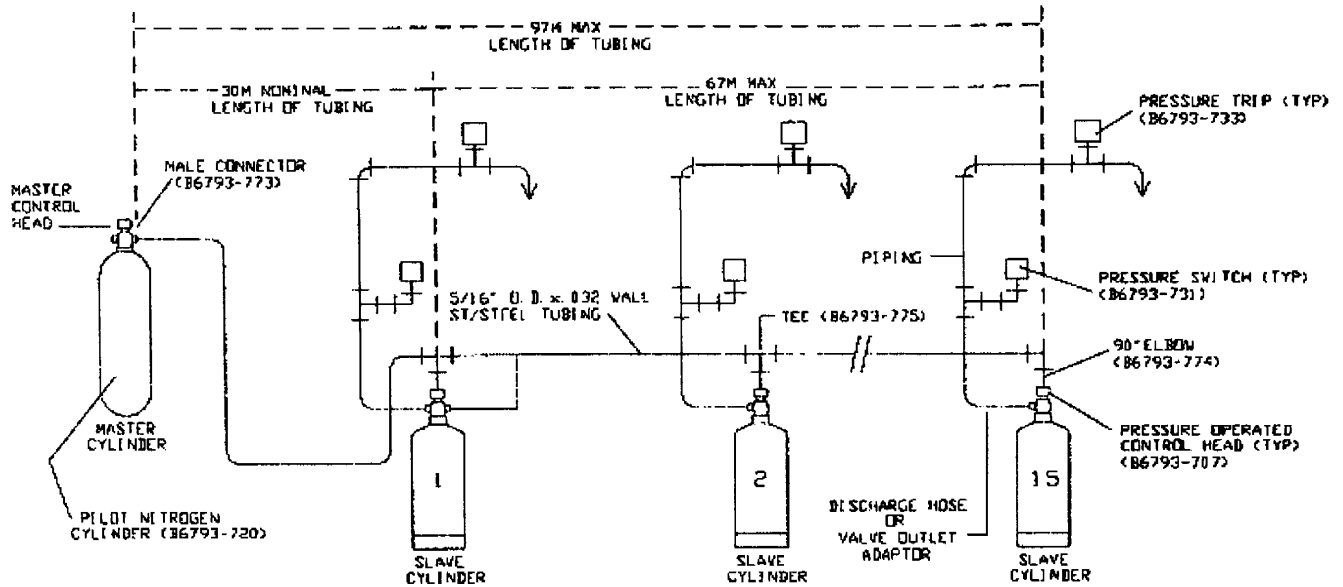 97M MAX
LENGTH OF TUBING
30M NOMINAL
LENGTH OF TUBING
67M MAX
LENGTH OF TUBING
PRESSURE TRIP (TYP)
(B6793-733)
MALE CONNECTOR
(B6793-773)
MASTER
CONTROL
HEAD
PIPING
PRESSURE SWITCH (TYP)
(B6793-731)
5/16" O.D. x .032 WALL
ST/STEEL TUBING
TEE (B6793-775)
90° ELBOW
(B6793-774)
MASTER
CYLINDER
PRESSURE OPERATED
CONTROL HEAD (TYP)
(B6793-707)
1
2
15
PILOT NITROGEN
CYLINDER (B6793-720)
DISCHARGE HOSE
OR
VALVE OUTLET
ADAPTOR
SLAVE
CYLINDER
SLAVE
CYLINDER
SLAVE
CYLINDER